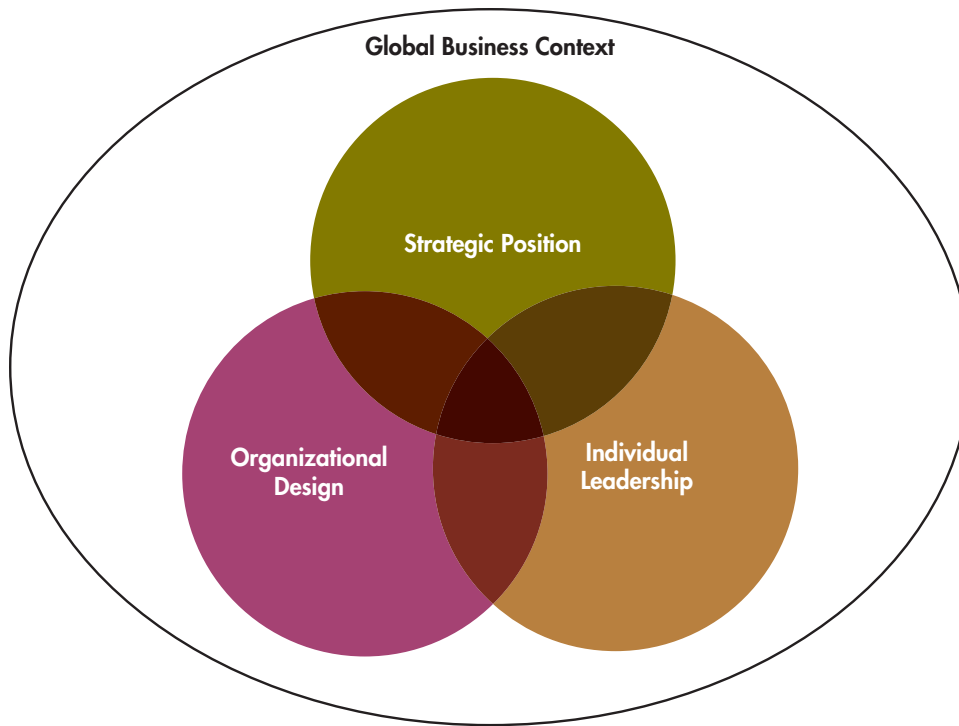 Global Business Context
Strategic Position
Organizational
Design
Individual
Leadership